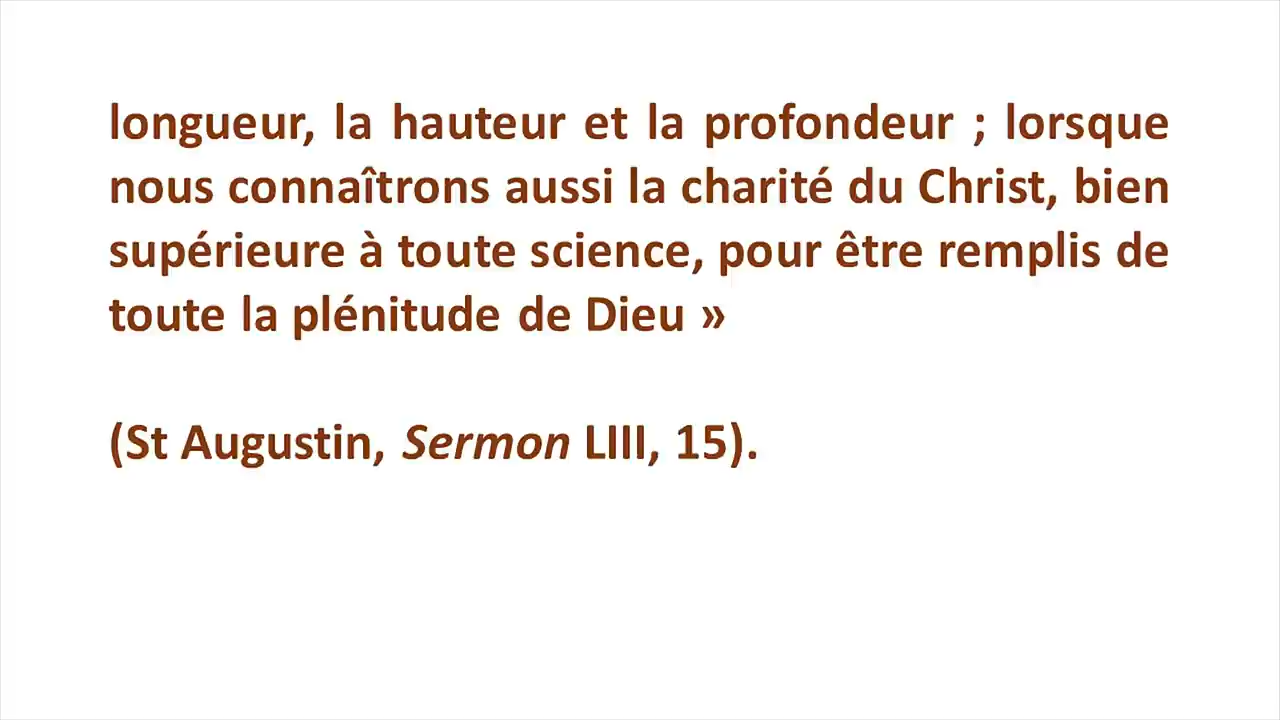 longueur, la hauteur et la profondeur ; lorsque
nous connaîtrons aussi la charité du Christ, bien
supérieure à toute science, pour être remplis de
toute la plénitude de Dieu »
(St Augustin, Sermon LIII, 15).